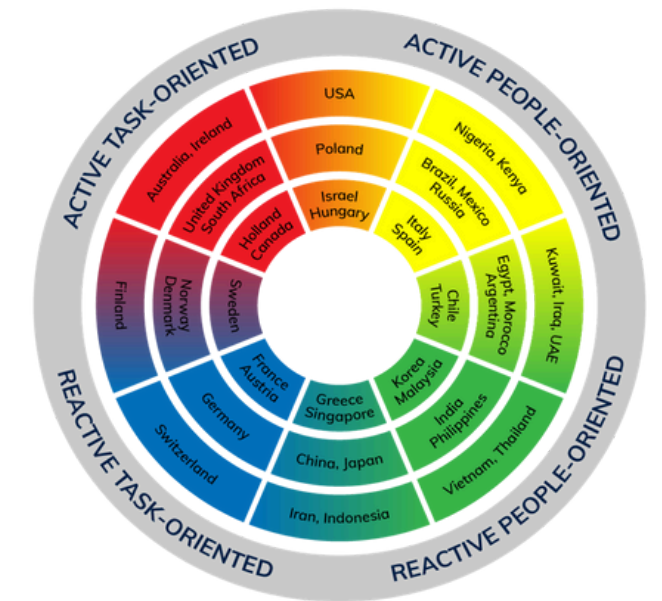 ACTIVE TASK-ORIENTED
ACTIVE PEOPLE-ORIENTED
USA
Australia, Ireland
Nigeria, Kenya
Poland
United Kingdom
South Africa
Brazil, Mexico
Russia
Israel
Hungary
Holland
Canada
Italy
Spain
Finland
Norway
Denmark
Sweden
Chile
Turkey
Egypt, Morocco
Argentina
Kuwait, Iraq, UAE
France
Austria
Greece
Singapore
Korea
Malaysia
Germany
China, Japan
India
Philippines
Switzerland
Iran, Indonesia
Vietnam, Thailand
REACTIVE TASK-ORIENTED
REACTIVE PEOPLE-ORIENTED